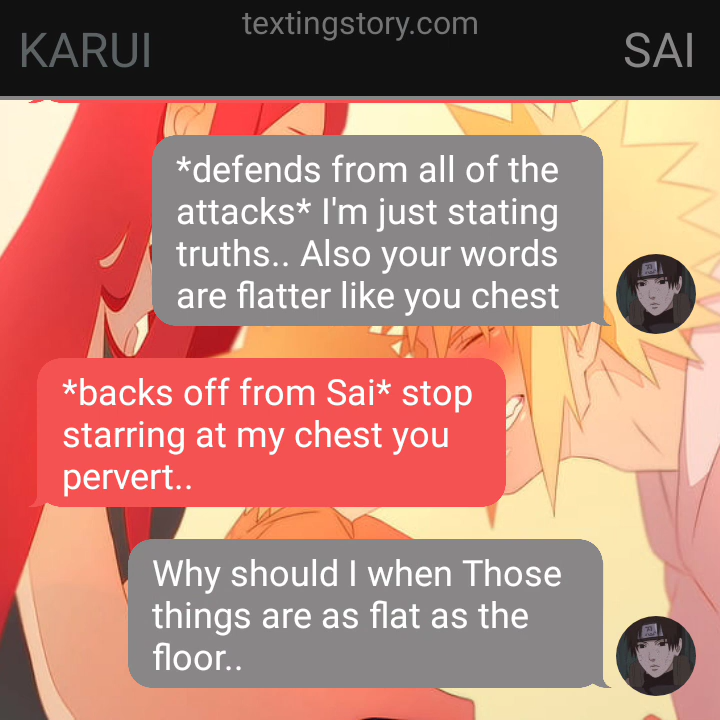 textingstory.com
KARUI
SAI
*defends from all of the
attacks* I'm just stating
truths.. Also your words
are flatter like you chest
*backs off from Sai* stop
starring at my chest you
pervert..
Why should I when Those
things are as flat as the
floor..